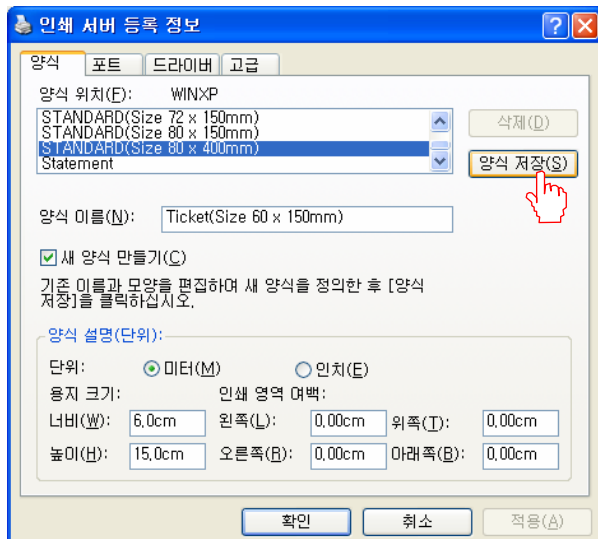 인쇄 서버 등록 정보
양식 포트 드라이버 고급
양식 위치(F): WINXP
STANDARD(Size 72 x 150mm)
STANDARD(Size 80 x 150mm)
STANDARD(Size 80 x 400mm)
Statement
삭제(D)
양식 저장(S)
양식 이름(N): Ticket(Size 60 x 150mm)
새 양식 만들기(C)
기존 이름과 모양을 편집하여 새 양식을 정의한 후 [양식
저장]을 클릭하십시오.
양식 설명(단위):
단위: 미터(M) 인치(E)
용지 크기: 인쇄 영역 여백:
너비(W): 6.0cm 왼쪽(L): 0.00cm 위쪽(T): 0.00cm
높이(H): 15.0cm 오른쪽(R): 0.00cm 아래쪽(B): 0.00cm
확인 취소 적용(A)